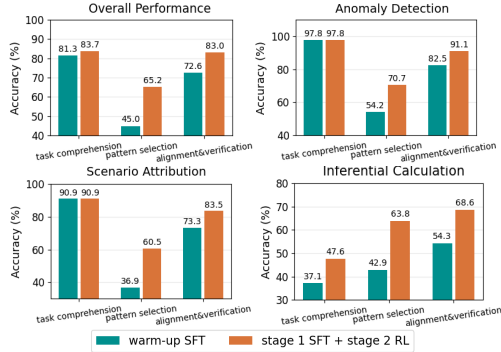 Overall Performance
Accuracy (%)
100
90
80
70
60
50
40
81.3
83.7
45.0
65.2
72.6
83.0
task comprehension
pattern selection
alignment&verification
Anomaly Detection
Accuracy (%)
100
80
60
40
97.8
97.8
54.2
70.7
82.5
91.1
task comprehension
pattern selection
alignment&verification
Scenario Attribution
Accuracy (%)
100
80
60
40
90.9
90.9
36.9
60.5
73.3
83.5
task comprehension
pattern selection
alignment&verification
Inferential Calculation
Accuracy (%)
80
70
60
50
40
30
37.1
47.6
42.9
63.8
54.3
68.6
task comprehension
pattern selection
alignment&verification
warm-up SFT
stage 1 SFT + stage 2 RL